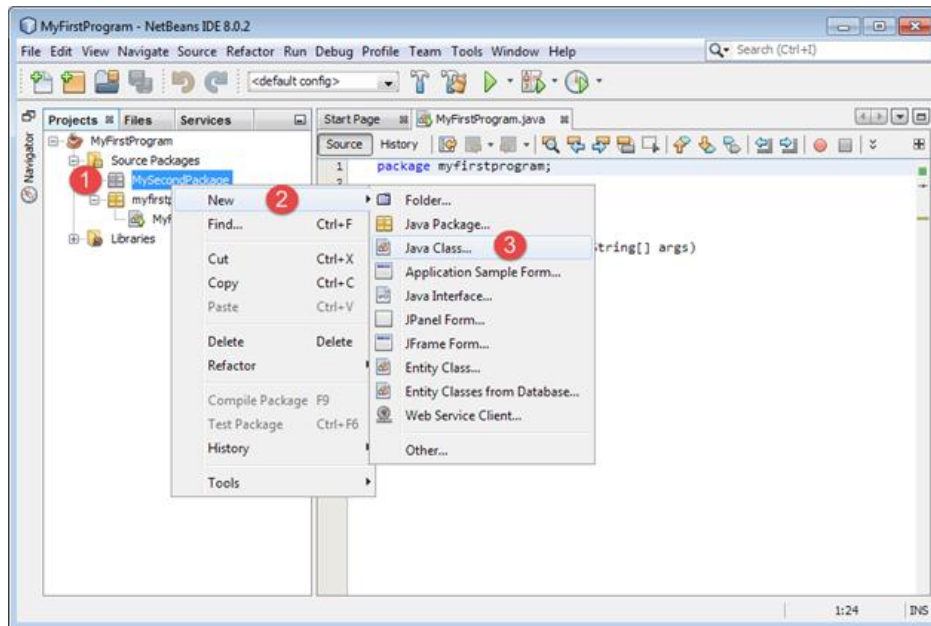 MyFirstProgram - NetBeans IDE 8.0.2
File Edit View Navigate Source Refactor Run Debug Profile Team Tools Window Help
Search (Ctrl+I)
<default config>
Projects Files Services
Start Page MyFirstProgram.java
Navigator
MyFirstProgram
Source Packages
1 MySecondPackage
myfirstp
Myf
Libraries
Source History
1 package myfirstprogram;
2
String[] args)
New 2
Find... Ctrl+F
Cut Ctrl+X
Copy Ctrl+C
Paste Ctrl+V
Delete Delete
Refactor
Compile Package F9
Test Package Ctrl+F6
History
Tools
Folder...
Java Package...
Java Class... 3
Application Sample Form...
Java Interface...
JPanel Form...
JFrame Form...
Entity Class...
Entity Classes from Database...
Web Service Client...
Other...
1:24 INS